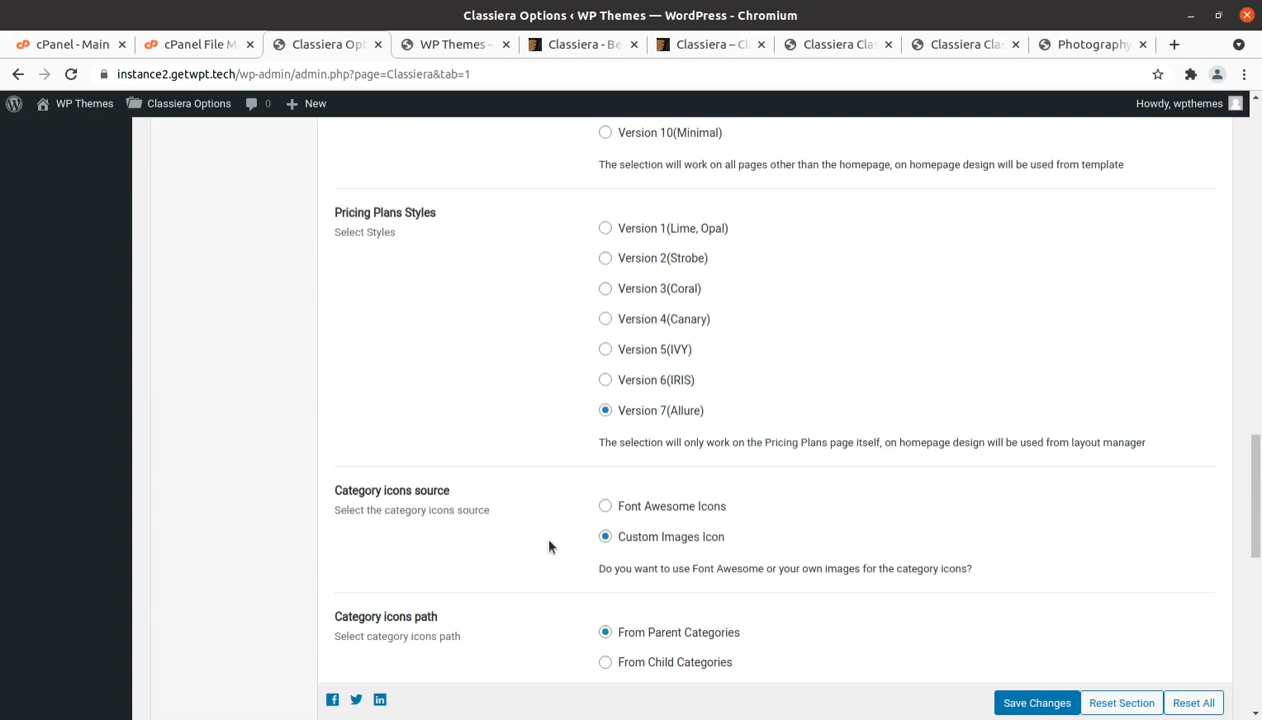 Classiera Options ‹ WP Themes — WordPress - Chromium
cPanel - Main
cPanel File M
Classiera Opt
WP Themes –
Classiera - Be
Classiera – Cl
Classiera Cla
Classiera Clas
Photography
instance2.getwpt.tech/wp-admin/admin.php?page=Classiera&tab=1
WP Themes
Classiera Options
0
New
Howdy, wpthemes
Version 10(Minimal)
The selection will work on all pages other than the homepage, on homepage design will be used from template
Pricing Plans Styles
Select Styles
Version 1(Lime, Opal)
Version 2(Strobe)
Version 3(Coral)
Version 4(Canary)
Version 5(IVY)
Version 6(IRIS)
Version 7(Allure)
The selection will only work on the Pricing Plans page itself, on homepage design will be used from layout manager
Category icons source
Select the category icons source
Font Awesome Icons
Custom Images Icon
Do you want to use Font Awesome or your own images for the category icons?
Category icons path
Select category icons path
From Parent Categories
From Child Categories
Save Changes
Reset Section
Reset All